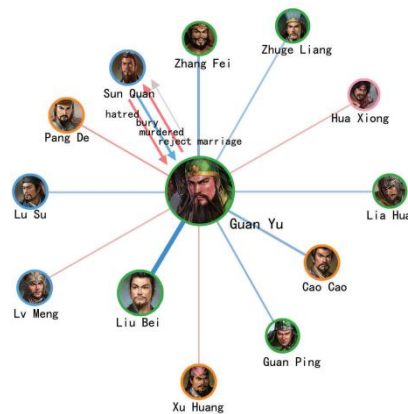 Zhuge Liang
Zhang Fei
Sun Quan
Hua Xiong
hatred
bury
Pang De
murdered
reject marriage
Lu Su
Lia Hua
Guan Yu
Cao Cao
Lv Meng
Liu Bei
Guan Ping
Xu Huang